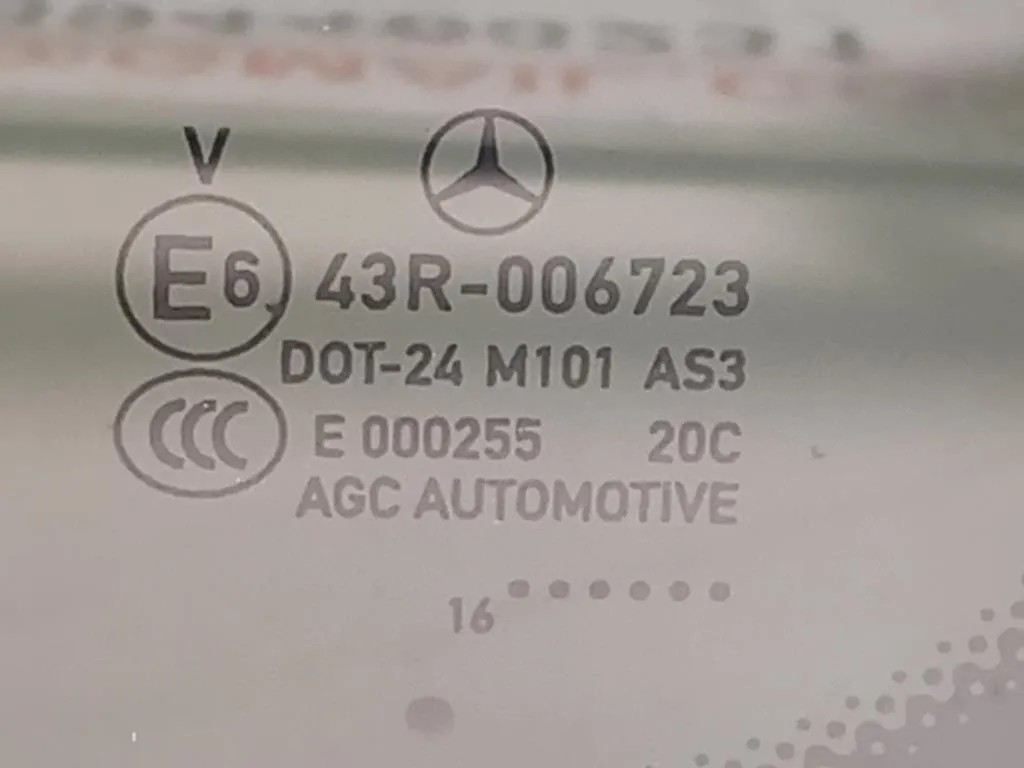 V
E6 43R-006723
DOT-24 M101 AS3
CCC E 000255 20C
AGC AUTOMOTIVE
16